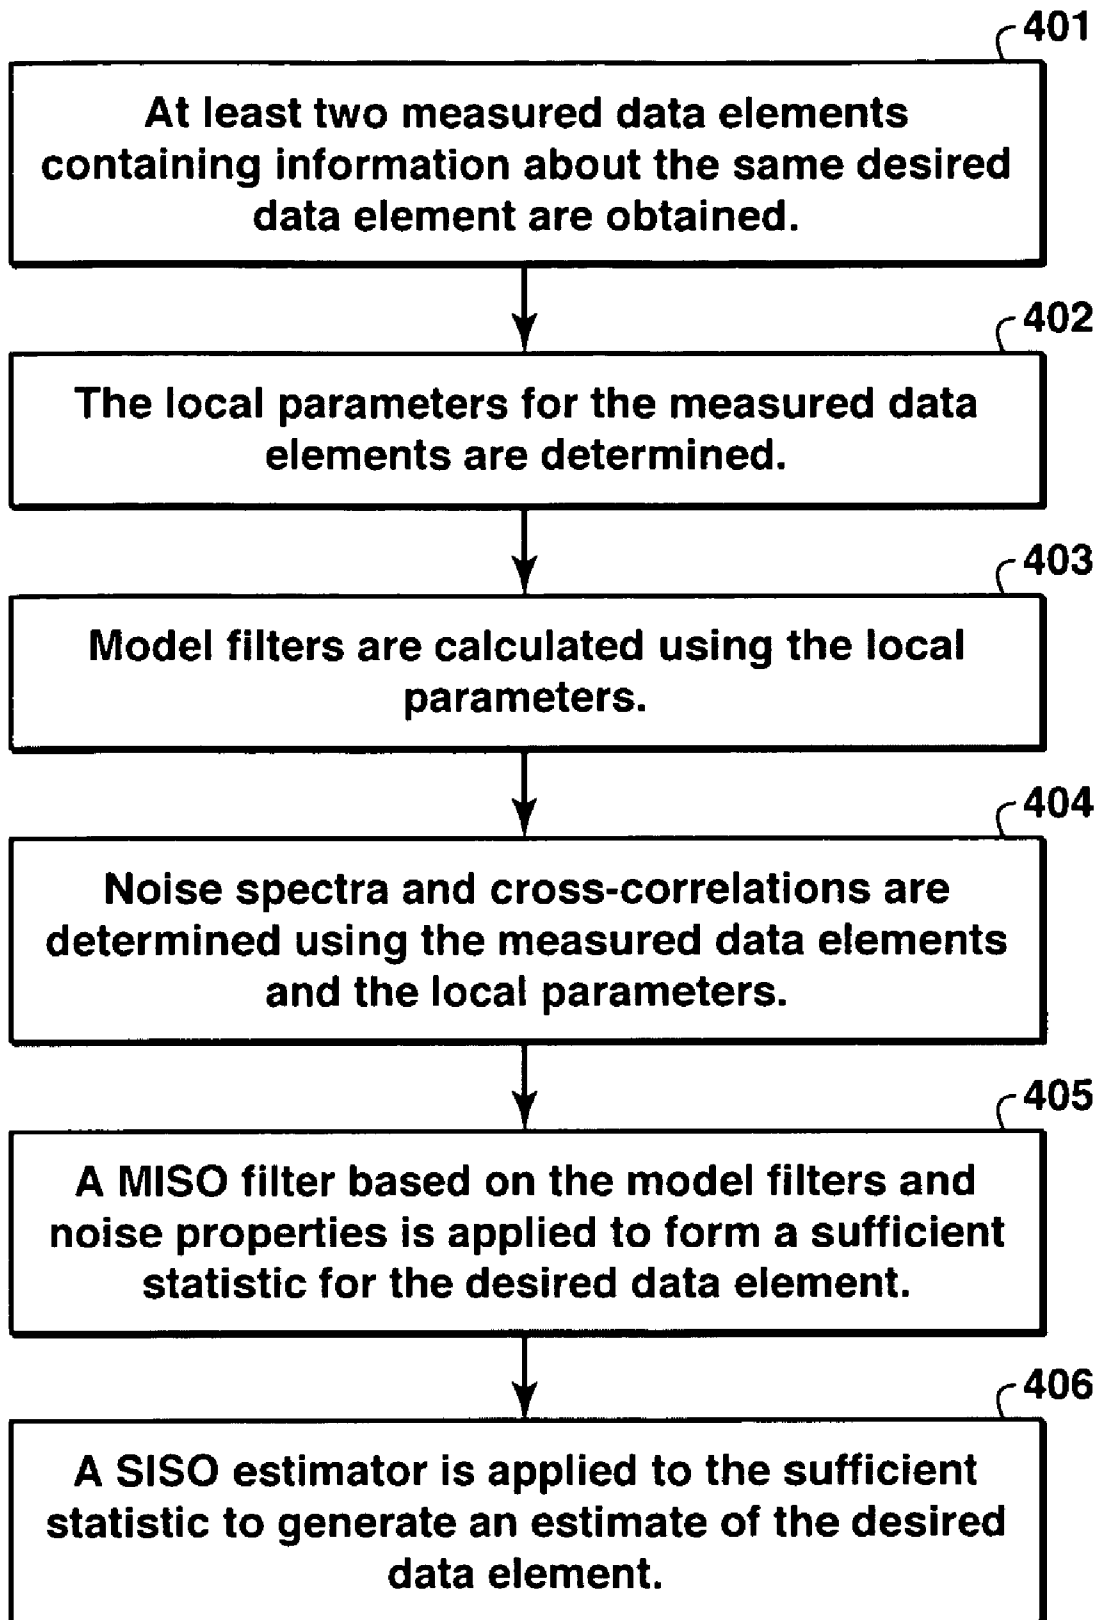 401
At least two measured data elements
containing information about the same desired
data element are obtained.
402
The local parameters for the measured data
elements are determined.
403
Model filters are calculated using the local
parameters.
404
Noise spectra and cross-correlations are
determined using the measured data elements
and the local parameters.
405
A MISO filter based on the model filters and
noise properties is applied to form a sufficient
statistic for the desired data element.
406
A SISO estimator is applied to the sufficient
statistic to generate an estimate of the desired
data element.